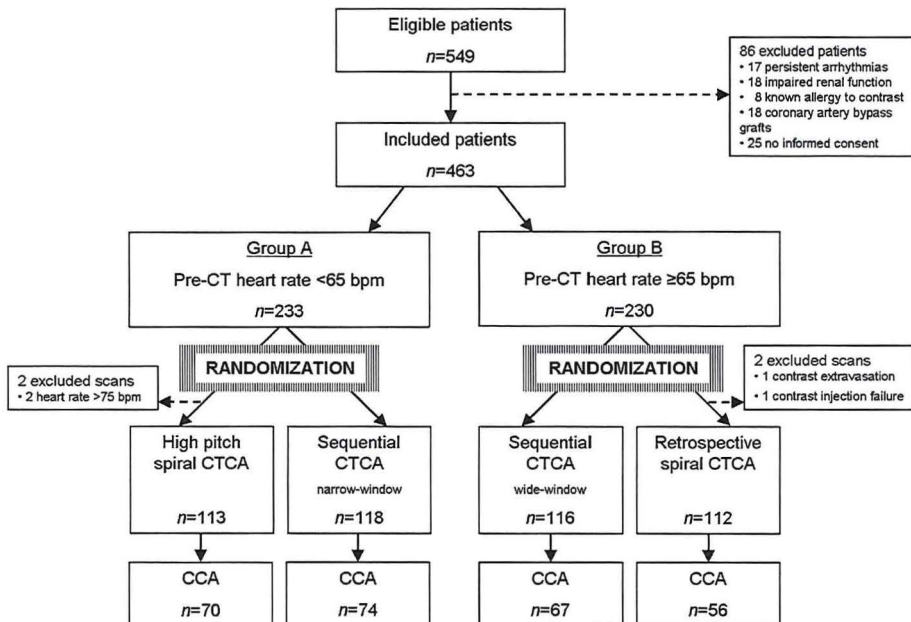 Eligible patients
n=549
86 excluded patients
• 17 persistent arrhythmias
• 18 impaired renal function
• 8 known allergy to contrast
• 18 coronary artery bypass
grafts
• 25 no informed consent
Included patients
n=463
Group A
Pre-CT heart rate <65 bpm
n=233
Group B
Pre-CT heart rate ≥65 bpm
n=230
RANDOMIZATION
RANDOMIZATION
2 excluded scans
• 2 heart rate >75 bpm
2 excluded scans
• 1 contrast extravasation
• 1 contrast injection failure
High pitch
spiral CTCA
n=113
Sequential
CTCA
narrow-window
n=118
Sequential
CTCA
wide-window
n=116
Retrospective
spiral CTCA
n=112
CCA
n=70
CCA
n=74
CCA
n=67
CCA
n=56